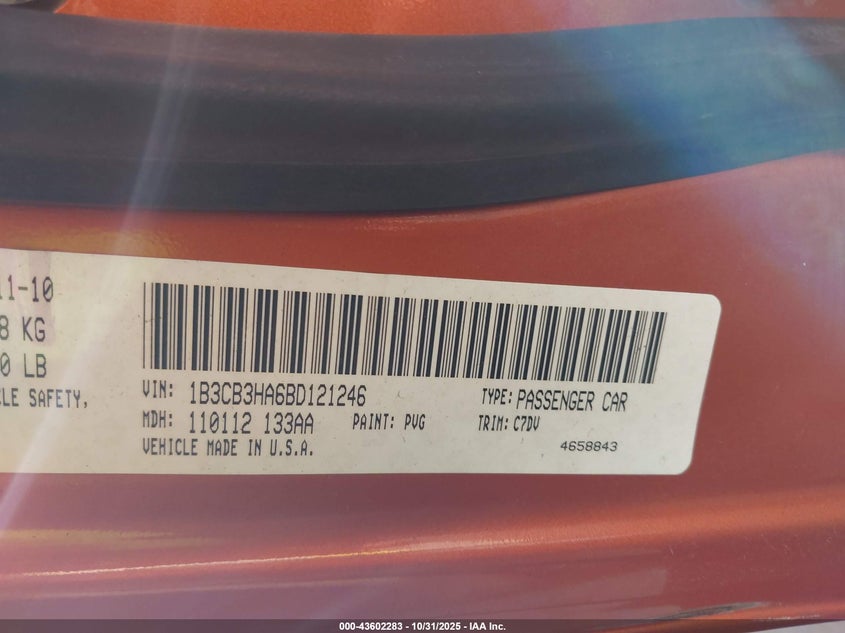 11-10
8 KG
0 LB
CLE SAFETY,
VIN: 1B3CB3HA6BD121246 TYPE: PASSENGER CAR
MDH: 110112 133AA PAINT: PVG TRIM: C7DV
VEHICLE MADE IN U.S.A. 4658843
000-43602283 - 10/31/2025 - IAA Inc.